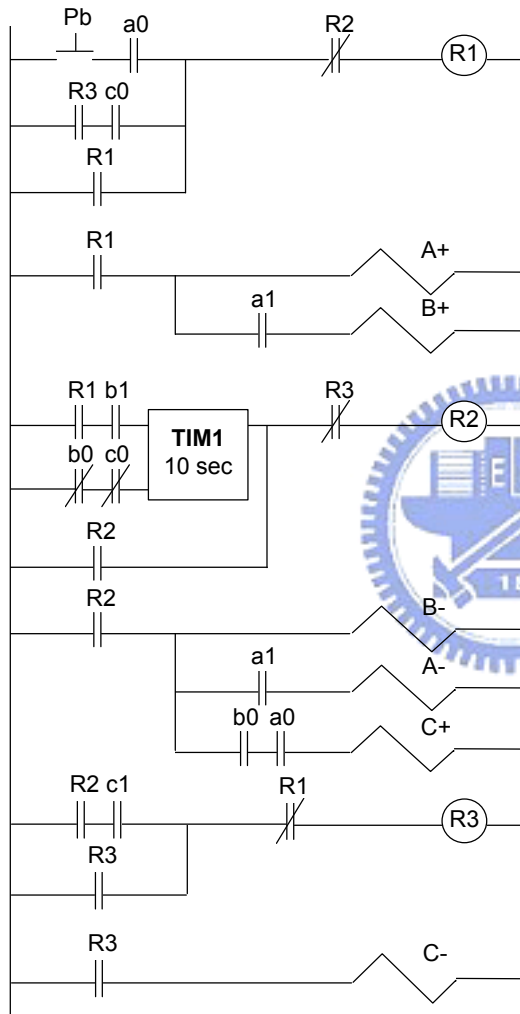 Pb a0 R2 R1
R3 c0
R1
R1 A+
a1 B+
R1 b1 TIM1 R3 R2
b0 c0 10 sec
R2
R2 B-
a1 A-
b0 a0 C+
R2 c1 R1 R3
R3
R3 C-